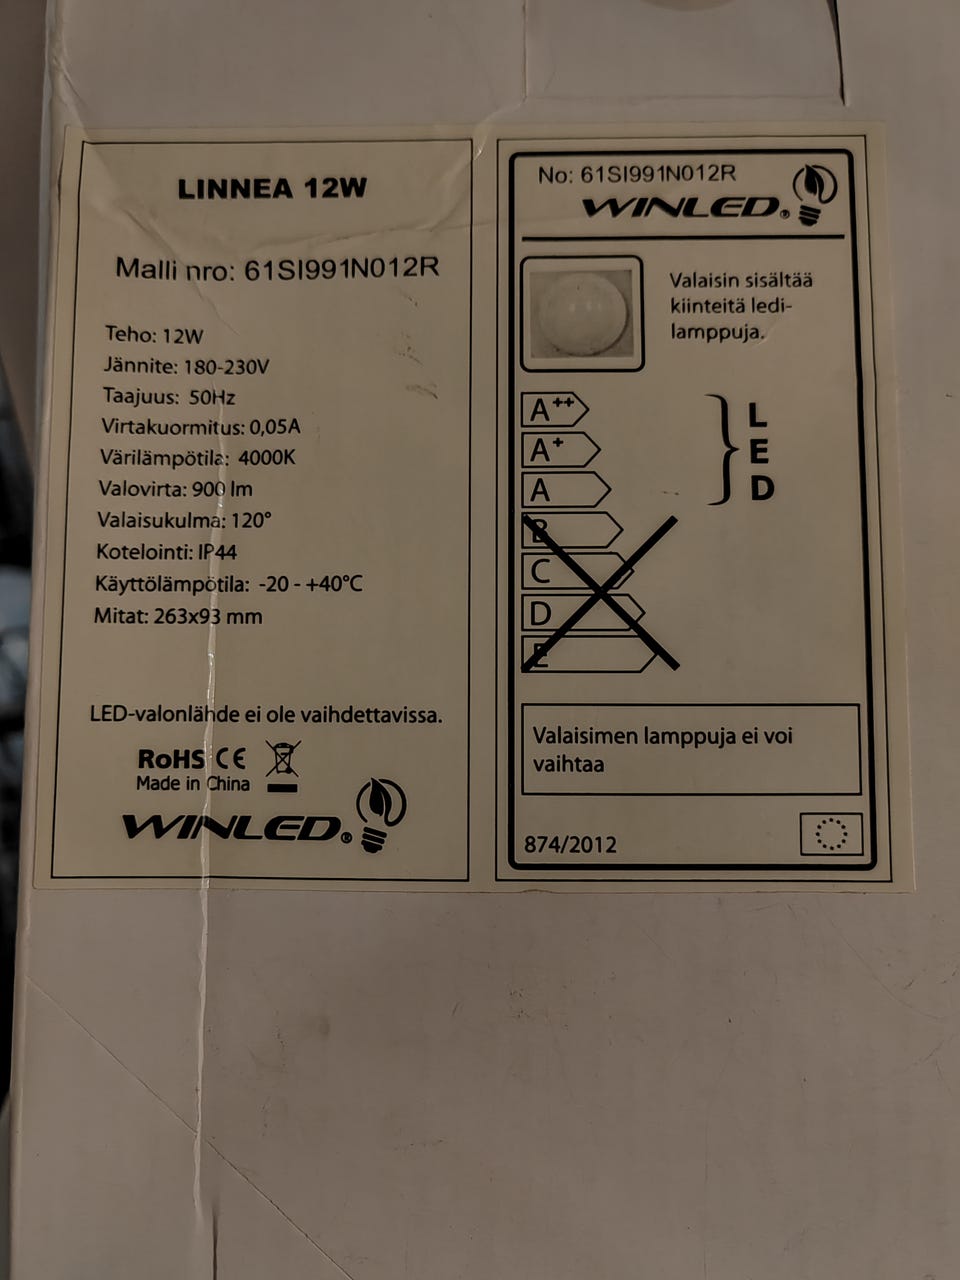 LINNEA 12W
Malli nro: 61SI991N012R
Teho: 12W
Jännite: 180-230V
Taajuus: 50Hz
Virtakuormitus: 0,05A
Värilämpötila: 4000K
Valovirta: 900 lm
Valaisukulma: 120°
Kotelointi: IP44
Käyttölämpötila: -20 - +40°C
Mitat: 263x93 mm
LED-valonlähde ei ole vaihdettavissa.
RoHS CE
Made in China
WINLED®
No: 61SI991N012R
WINLED®
Valaisin sisältää
kiinteitä ledi-
lamppuja.
A++
A+
A
B
C
D
E
LED
Valaisimen lamppuja ei voi
vaihtaa
874/2012